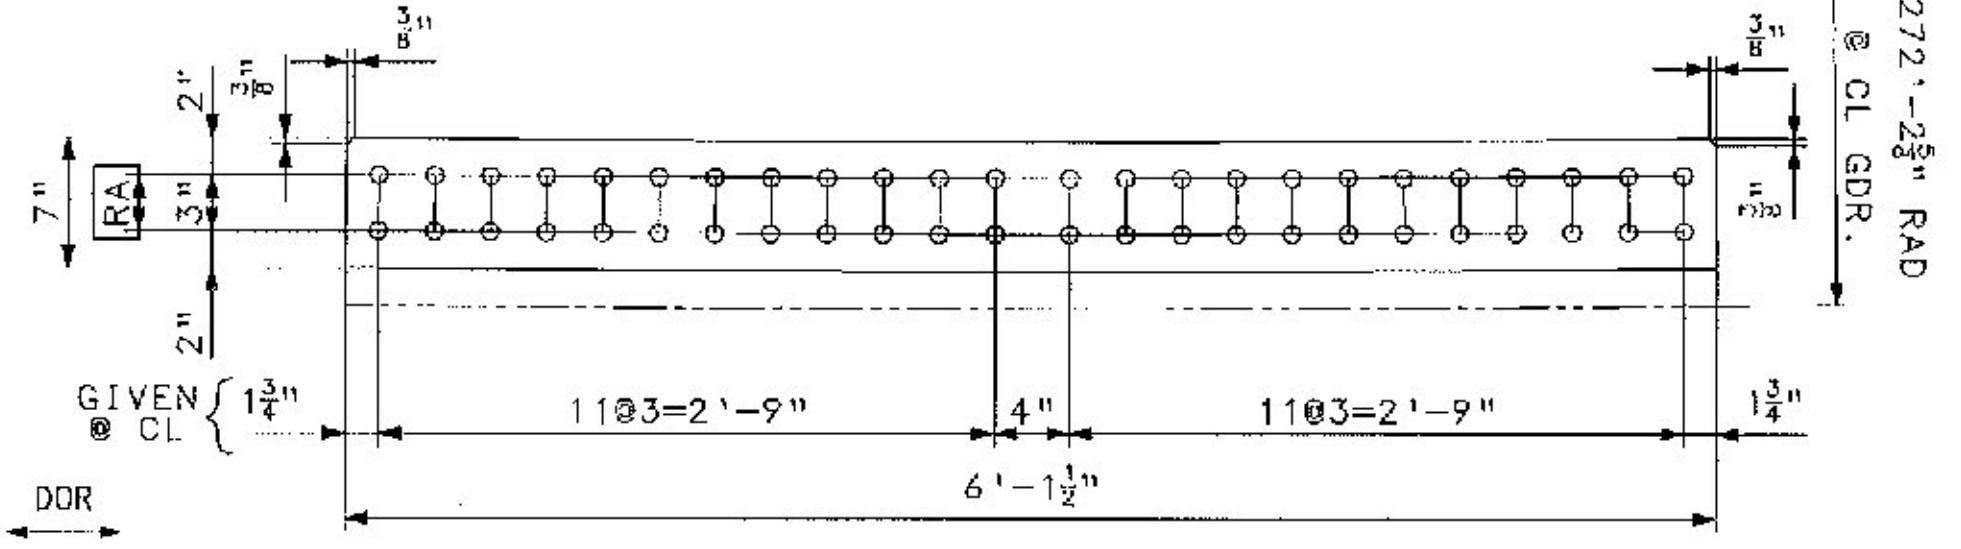 3/8"
3/8"
2"
3/8"
7"
RA
3"
3/8"
2"
272'-2 5/8" RAD
@ CL GDR.
GIVEN
@ CL
1 3/4"
11@3=2'-9"
4"
11@3=2'-9"
1 3/4"
6'-1 1/2"
DOR